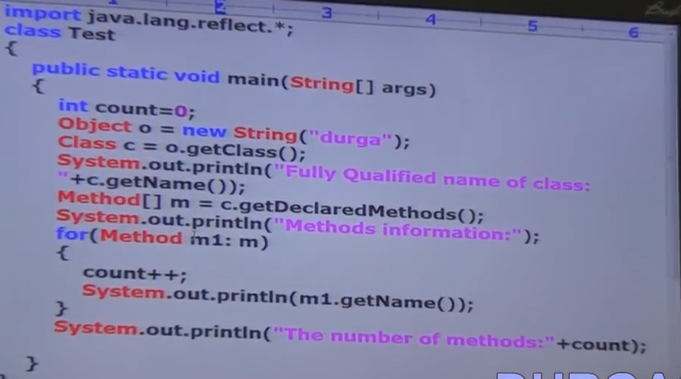 2 3 4 5 6
import java.lang.reflect.*;
class Test
{
public static void main(String[] args)
{
int count=0;
Object o = new String("durga");
Class c = o.getClass();
System.out.println("Fully Qualified name of class:
"+c.getName());
Method[] m = c.getDeclaredMethods();
System.out.println("Methods information:");
for(Method m1: m)
{
count++;
System.out.println(m1.getName());
}
System.out.println("The number of methods:"+count);
}